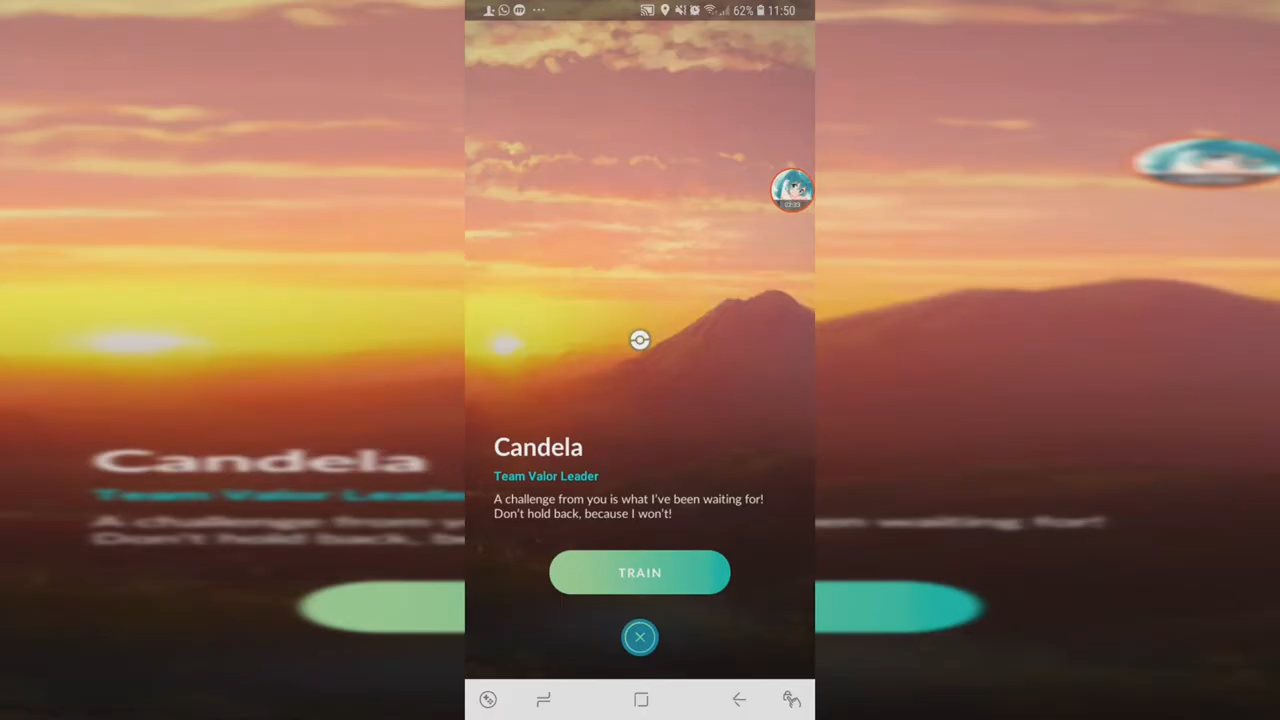 62% 11:50
Candela
Team Valor Leader
A challenge from you is what I've been waiting for!
Don't hold back, because I won't!
TRAIN